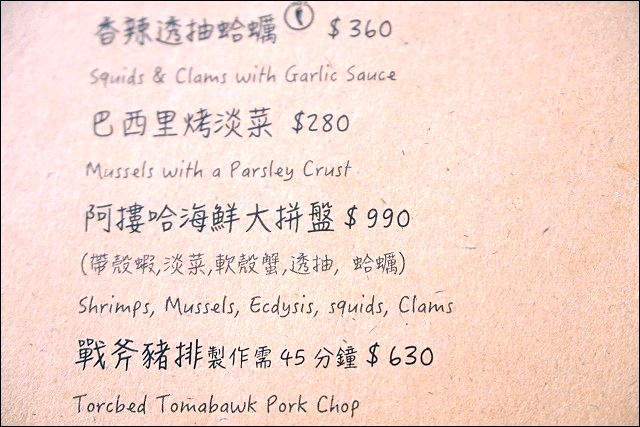 香辣透抽蛤蠣 $360
Squids & Clams with Garlic Sauce
巴西里烤淡菜 $280
Mussels with a Parsley Crust
阿摟哈海鮮大拼盤 $990
(帶殼蝦,淡菜,軟殼蟹,透抽, 蛤蠣)
Shrimps, Mussels, Ecdysis, squids, Clams
戰斧豬排製作需 45 分鐘 $630
Torcbed Tomabawk Pork Chop